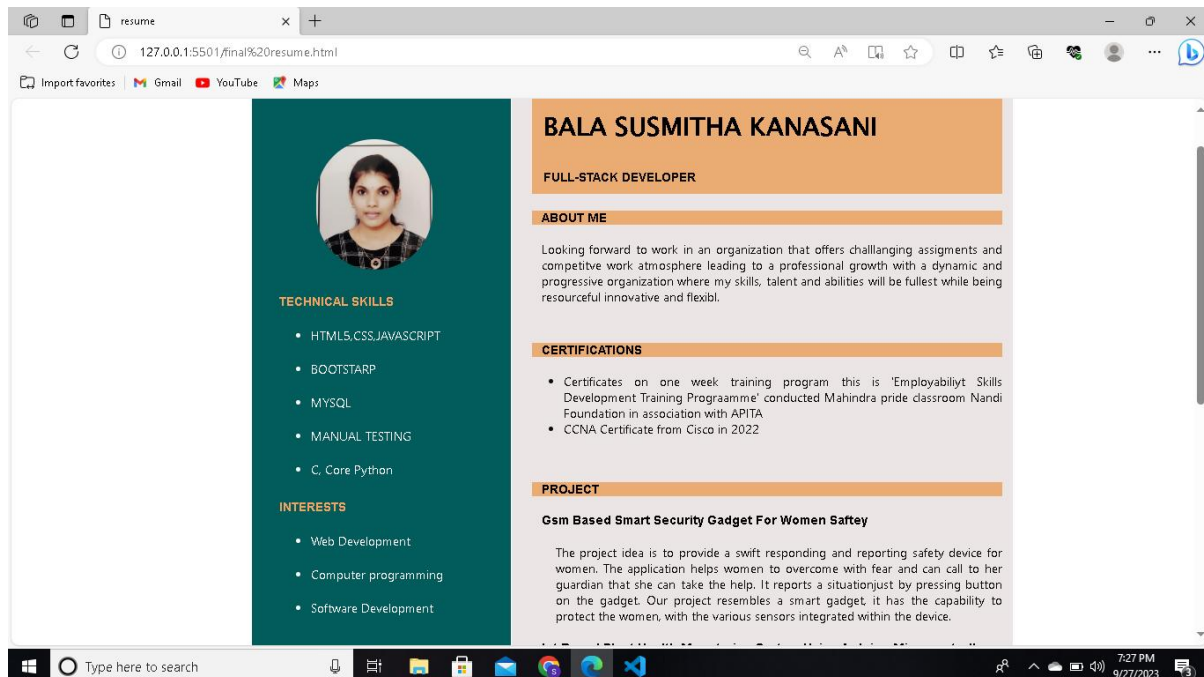 resume
127.0.0.1:5501/final%20resume.html
Import favorites
Gmail
YouTube
Maps
TECHNICAL SKILLS
HTML5,CSS,JAVASCRIPT
BOOTSTARP
MYSQL
MANUAL TESTING
C, Core Python
INTERESTS
Web Development
Computer programming
Software Development
BALA SUSMITHA KANASANI
FULL-STACK DEVELOPER
ABOUT ME
Looking forward to work in an organization that offers challlanging assigments and
competitve work atmosphere leading to a professional growth with a dynamic and
progressive organization where my skills, talent and abilities will be fullest while being
resourceful innovative and flexibl.
CERTIFICATIONS
Certificates on one week training program this is 'Employabiliyt Skills
Development Training Prograamme' conducted Mahindra pride classroom Nandi
Foundation in association with APITA
CCNA Certificate from Cisco in 2022
PROJECT
Gsm Based Smart Security Gadget For Women Saftey
The project idea is to provide a swift responding and reporting safety device for
women. The application helps women to overcome with fear and can call to her
guardian that she can take the help. It reports a situationjust by pressing button
on the gadget. Our project resembles a smart gadget, it has the capability to
protect the women, with the various sensors integrated within the device.
Type here to search
7:27 PM
9/27/2023